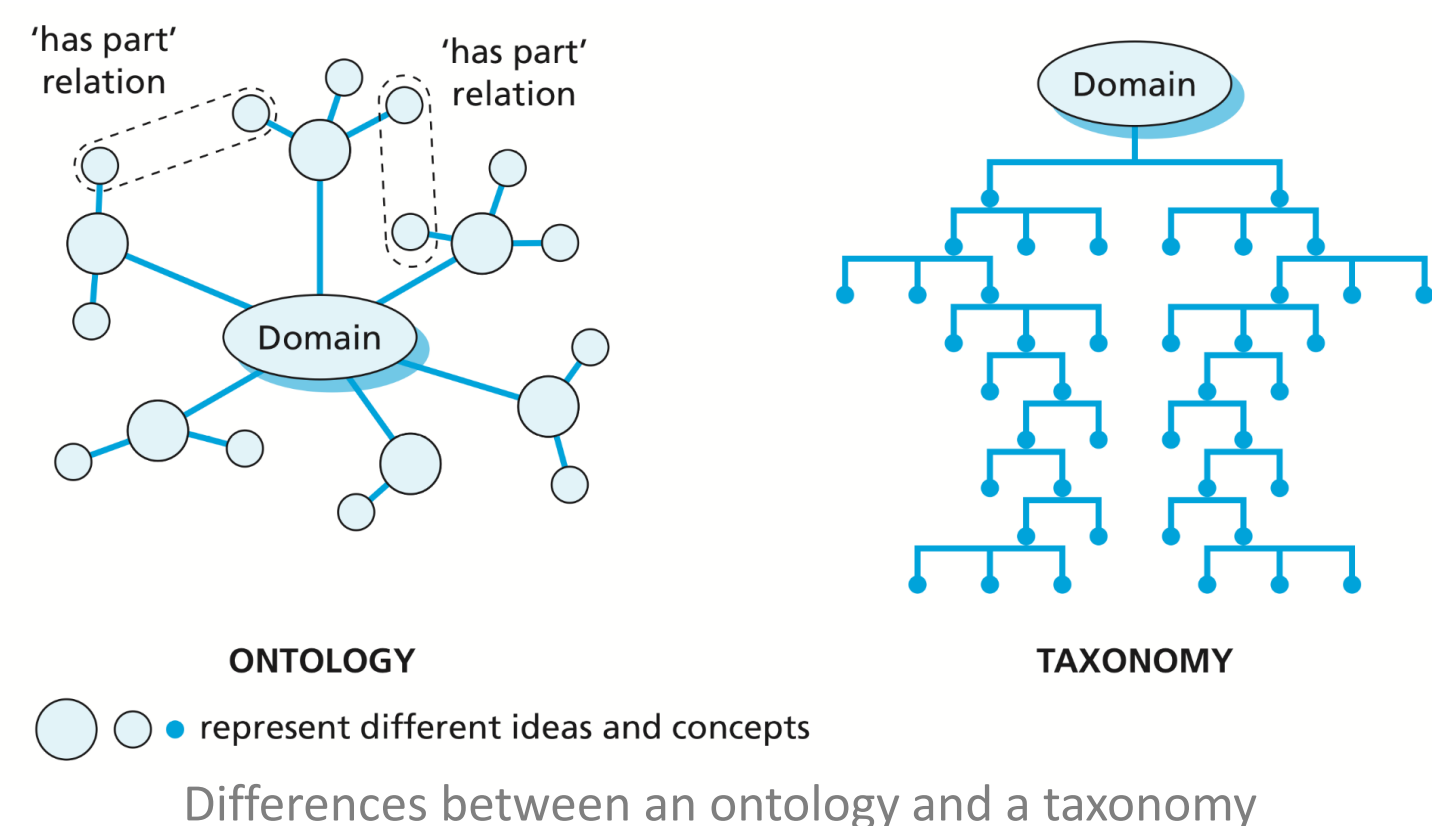 ‘has part’
relation
‘has part’
relation
Domain
Domain
ONTOLOGY
TAXONOMY
represent different ideas and concepts
Differences between an ontology and a taxonomy